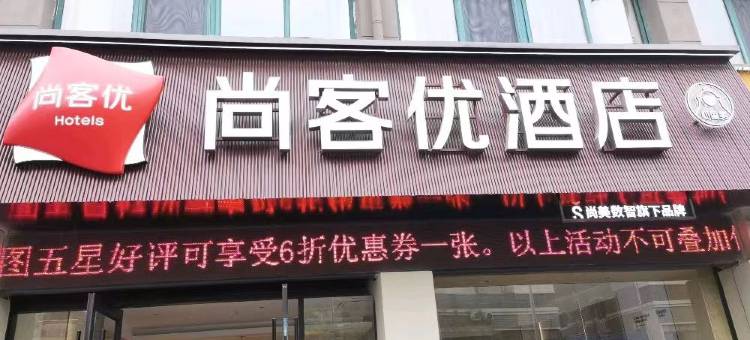 尚客优
Hotels
尚客优酒店
尚美数智旗下品牌
图五星好评可享受6折优惠券一张。以上活动不可叠加